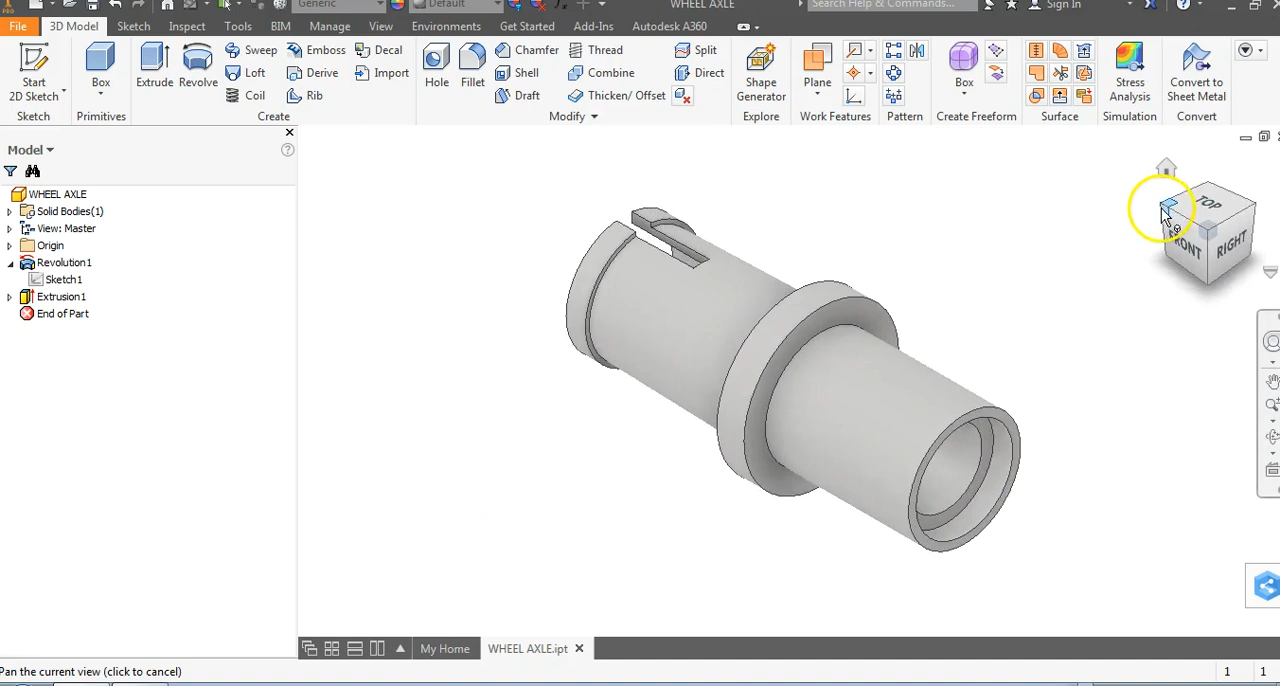 Generic
Default
WHEEL AXLE
Search Help & Commands...
Sign In
File
3D Model
Sketch
Inspect
Tools
BIM
Manage
View
Environments
Get Started
Add-Ins
Autodesk A360
Start
2D Sketch
Sketch
Box
Primitives
Extrude
Revolve
Sweep
Loft
Coil
Emboss
Derive
Rib
Decal
Import
Create
Hole
Fillet
Chamfer
Shell
Draft
Thread
Combine
Thicken/ Offset
Split
Direct
Modify
Shape
Generator
Explore
Plane
Work Features
Pattern
Box
Create Freeform
Surface
Stress
Analysis
Simulation
Convert to
Sheet Metal
Convert
Model
WHEEL AXLE
Solid Bodies(1)
View: Master
Origin
Revolution1
Sketch1
Extrusion1
End of Part
TOP
FRONT
RIGHT
My Home
WHEEL AXLE.ipt
Pan the current view (click to cancel)
1
1